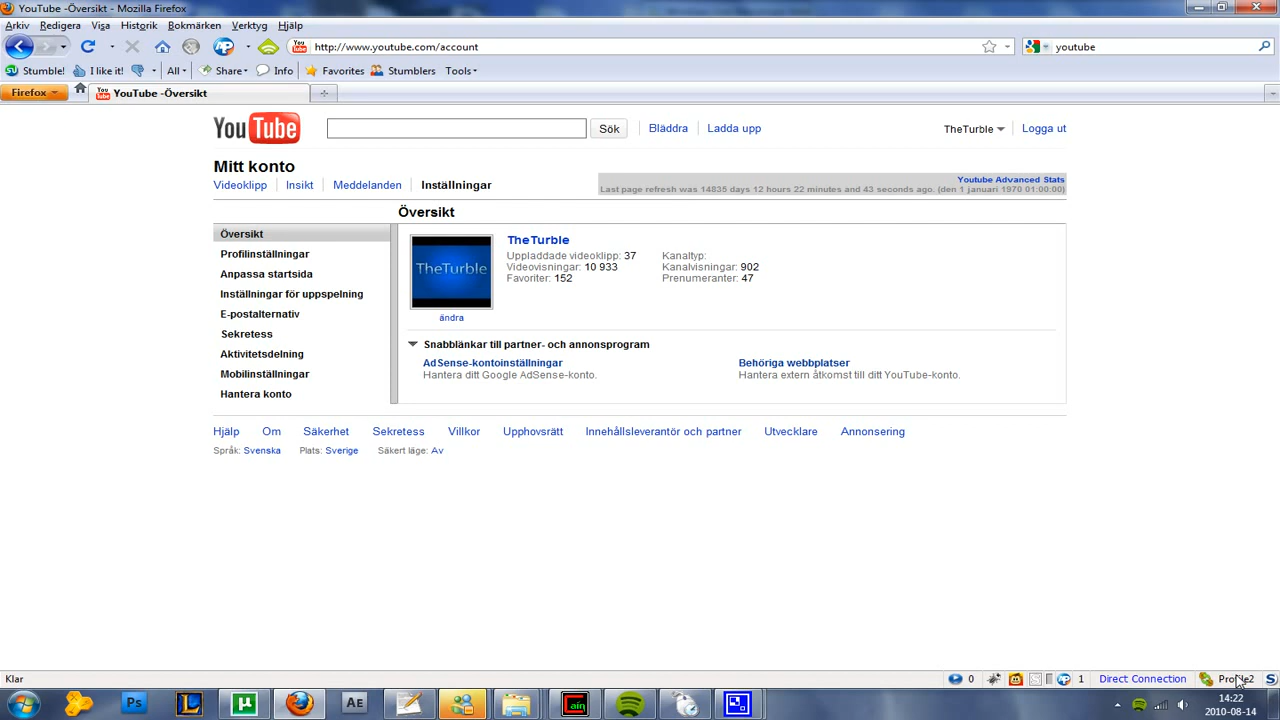 YouTube -Översikt - Mozilla Firefox
Arkiv Redigera Visa Historik Bokmärken Verktyg Hjälp
http://www.youtube.com/account youtube
Stumble! I like it! All Share Info Favorites Stumblers Tools
Firefox YouTube -Översikt
YouTube Sök Bläddra Ladda upp TheTurble Logga ut
Mitt konto
Videoklipp Insikt Meddelanden Inställningar
Youtube Advanced Stats
Last page refresh was 14835 days 12 hours 22 minutes and 43 seconds ago. (den 1 januari 1970 01:00:00)
Översikt
Översikt
Profilinställningar
Anpassa startsida
Inställningar för uppspelning
E-postalternativ
Sekretess
Aktivitetsdelning
Mobilinställningar
Hantera konto
TheTurble
ändra
TheTurble
Uppladdade videoklipp: 37 Kanaltyp:
Videovisningar: 10 933 Kanalvisningar: 902
Favoriter: 152 Prenumeranter: 47
Snabblänkar till partner- och annonsprogram
AdSense-kontoinställningar Behöriga webbplatser
Hantera ditt Google AdSense-konto. Hantera extern åtkomst till ditt YouTube-konto.
Hjälp Om Säkerhet Sekretess Villkor Upphovsrätt Innehållsleverantör och partner Utvecklare Annonsering
Språk: Svenska Plats: Sverige Säkert läge: Av
Klar 0 1 Direct Connection
Ps L µ Ae Cain
14:22
2010-08-14